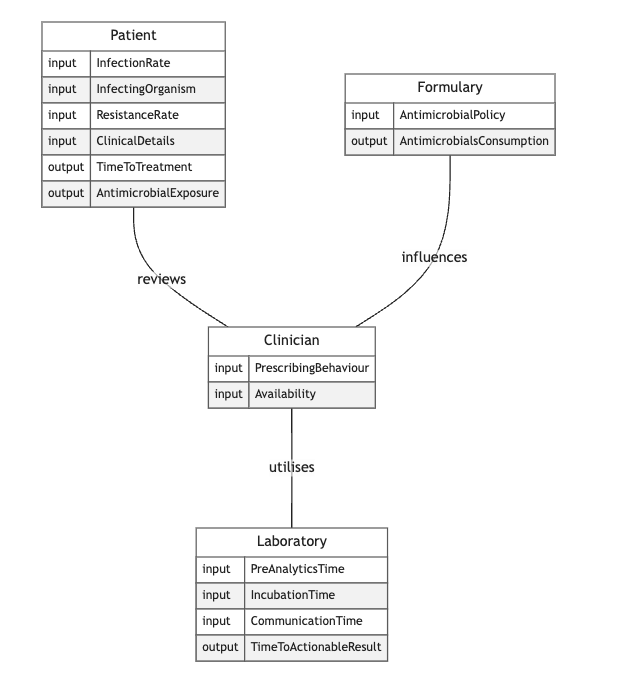 Patient
input InfectionRate
input InfectingOrganism
input ResistanceRate
input ClinicalDetails
output TimeToTreatment
output AntimicrobialExposure
Formulary
input AntimicrobialPolicy
output AntimicrobialsConsumption
reviews
influences
Clinician
input PrescribingBehaviour
input Availability
utilises
Laboratory
input PreAnalyticsTime
input IncubationTime
input CommunicationTime
output TimeToActionableResult